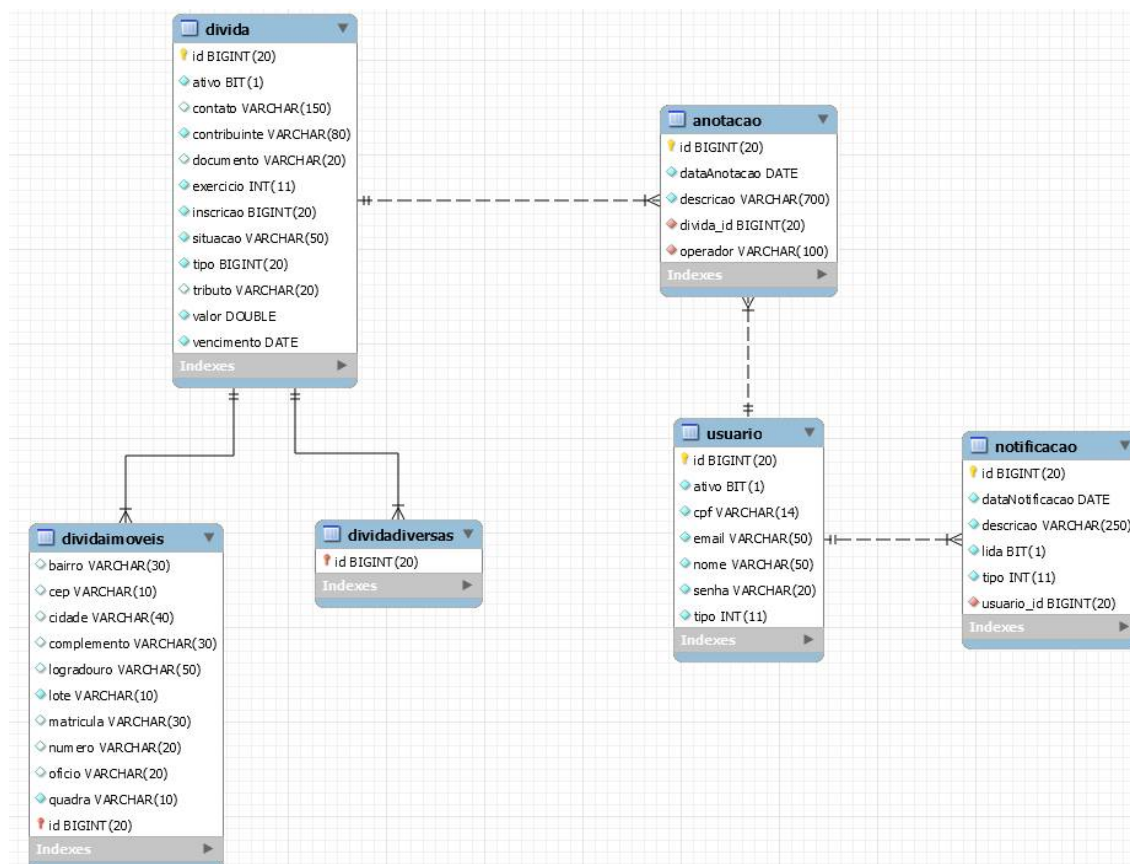 divida
id BIGINT(20)
ativo BIT(1)
contato VARCHAR(150)
contribuinte VARCHAR(80)
documento VARCHAR(20)
exercicio INT(11)
inscricao BIGINT(20)
situacao VARCHAR(50)
tipo BIGINT(20)
tributo VARCHAR(20)
valor DOUBLE
vencimento DATE
Indexes
anotacao
id BIGINT(20)
dataAnotacao DATE
descricao VARCHAR(700)
divida_id BIGINT(20)
operador VARCHAR(100)
Indexes
dividaimoveis
bairro VARCHAR(30)
cep VARCHAR(10)
cidade VARCHAR(40)
complemento VARCHAR(30)
logradouro VARCHAR(50)
lote VARCHAR(10)
matricula VARCHAR(30)
numero VARCHAR(20)
oficio VARCHAR(20)
quadra VARCHAR(10)
id BIGINT(20)
Indexes
dividadiversas
id BIGINT(20)
Indexes
usuario
id BIGINT(20)
ativo BIT(1)
cpf VARCHAR(14)
email VARCHAR(50)
nome VARCHAR(50)
senha VARCHAR(20)
tipo INT(11)
Indexes
notificacao
id BIGINT(20)
dataNotificacao DATE
descricao VARCHAR(250)
lida BIT(1)
tipo INT(11)
usuario_id BIGINT(20)
Indexes